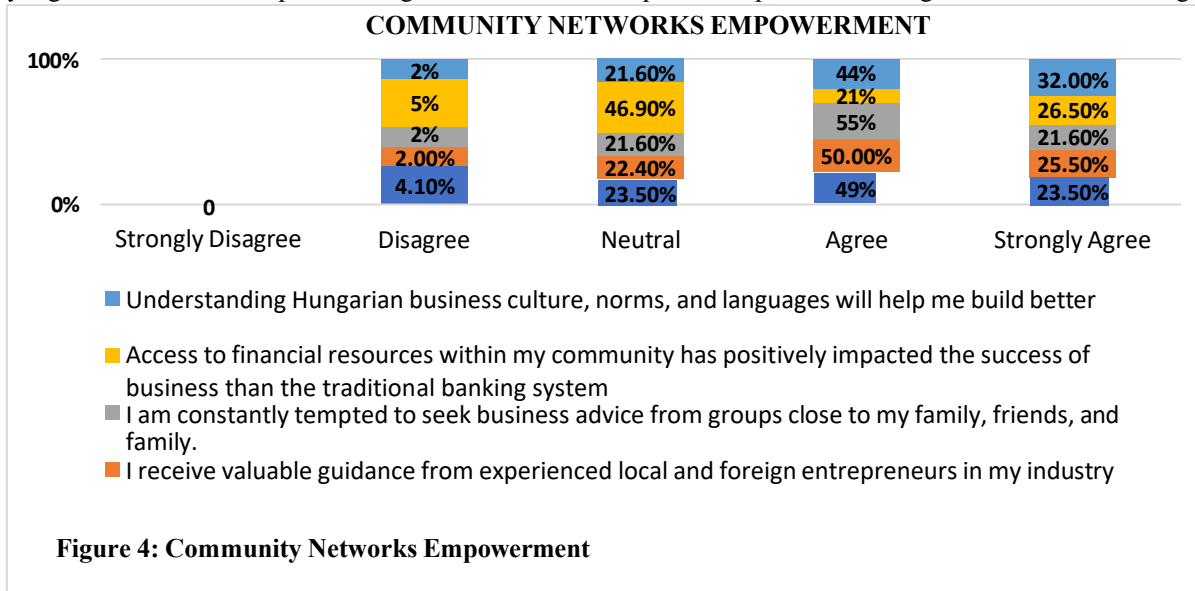 COMMUNITY NETWORKS EMPOWERMENT
100%
2% 21.60% 44% 32.00%
5% 46.90% 21% 26.50%
2% 21.60% 55% 21.60%
2.00% 22.40% 50.00% 25.50%
4.10% 23.50% 49% 23.50%
0%
0
Strongly Disagree Disagree Neutral Agree Strongly Agree
Understanding Hungarian business culture, norms, and languages will help me build better
Access to financial resources within my community has positively impacted the success of
business than the traditional banking system
I am constantly tempted to seek business advice from groups close to my family, friends, and
family.
I receive valuable guidance from experienced local and foreign entrepreneurs in my industry
Figure 4: Community Networks Empowerment